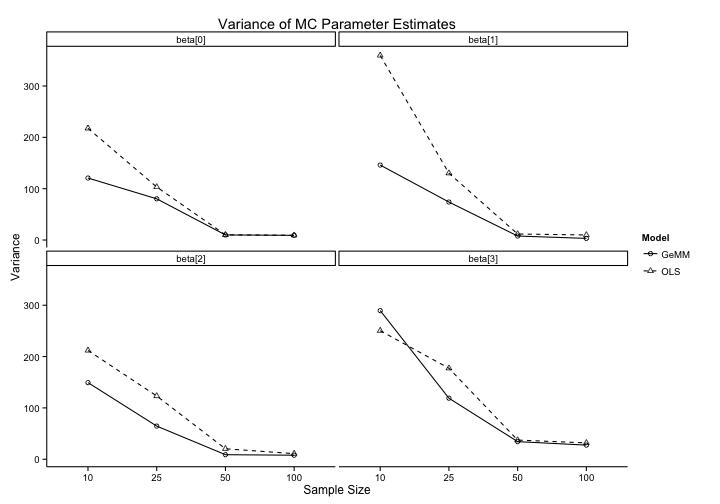 Variance of MC Parameter Estimates
beta[0]
beta[1]
300
200
100
0
Variance
Model
GeMM
OLS
beta[2]
beta[3]
300
200
100
0
10
25
50
100
10
25
50
100
Sample Size